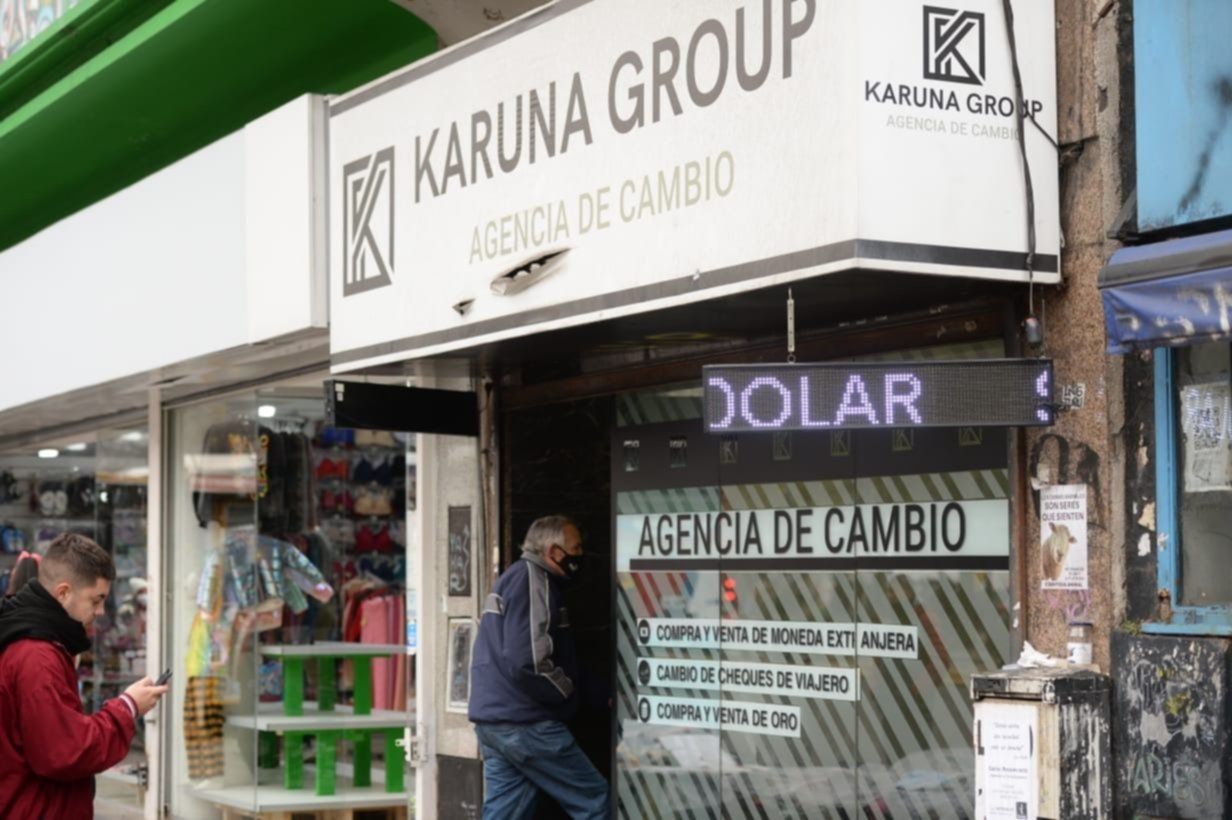 KARUNA GROUP
AGENCIA DE CAMBIO
KARUNA GROUP
AGENCIA DE CAMBIO
DOLAR
AGENCIA DE CAMBIO
COMPRA Y VENTA DE MONEDA EXTRANJERA
CAMBIO DE CHEQUES DE VIAJERO
COMPRA Y VENTA DE ORO
SON SERES
QUE SIENTEN